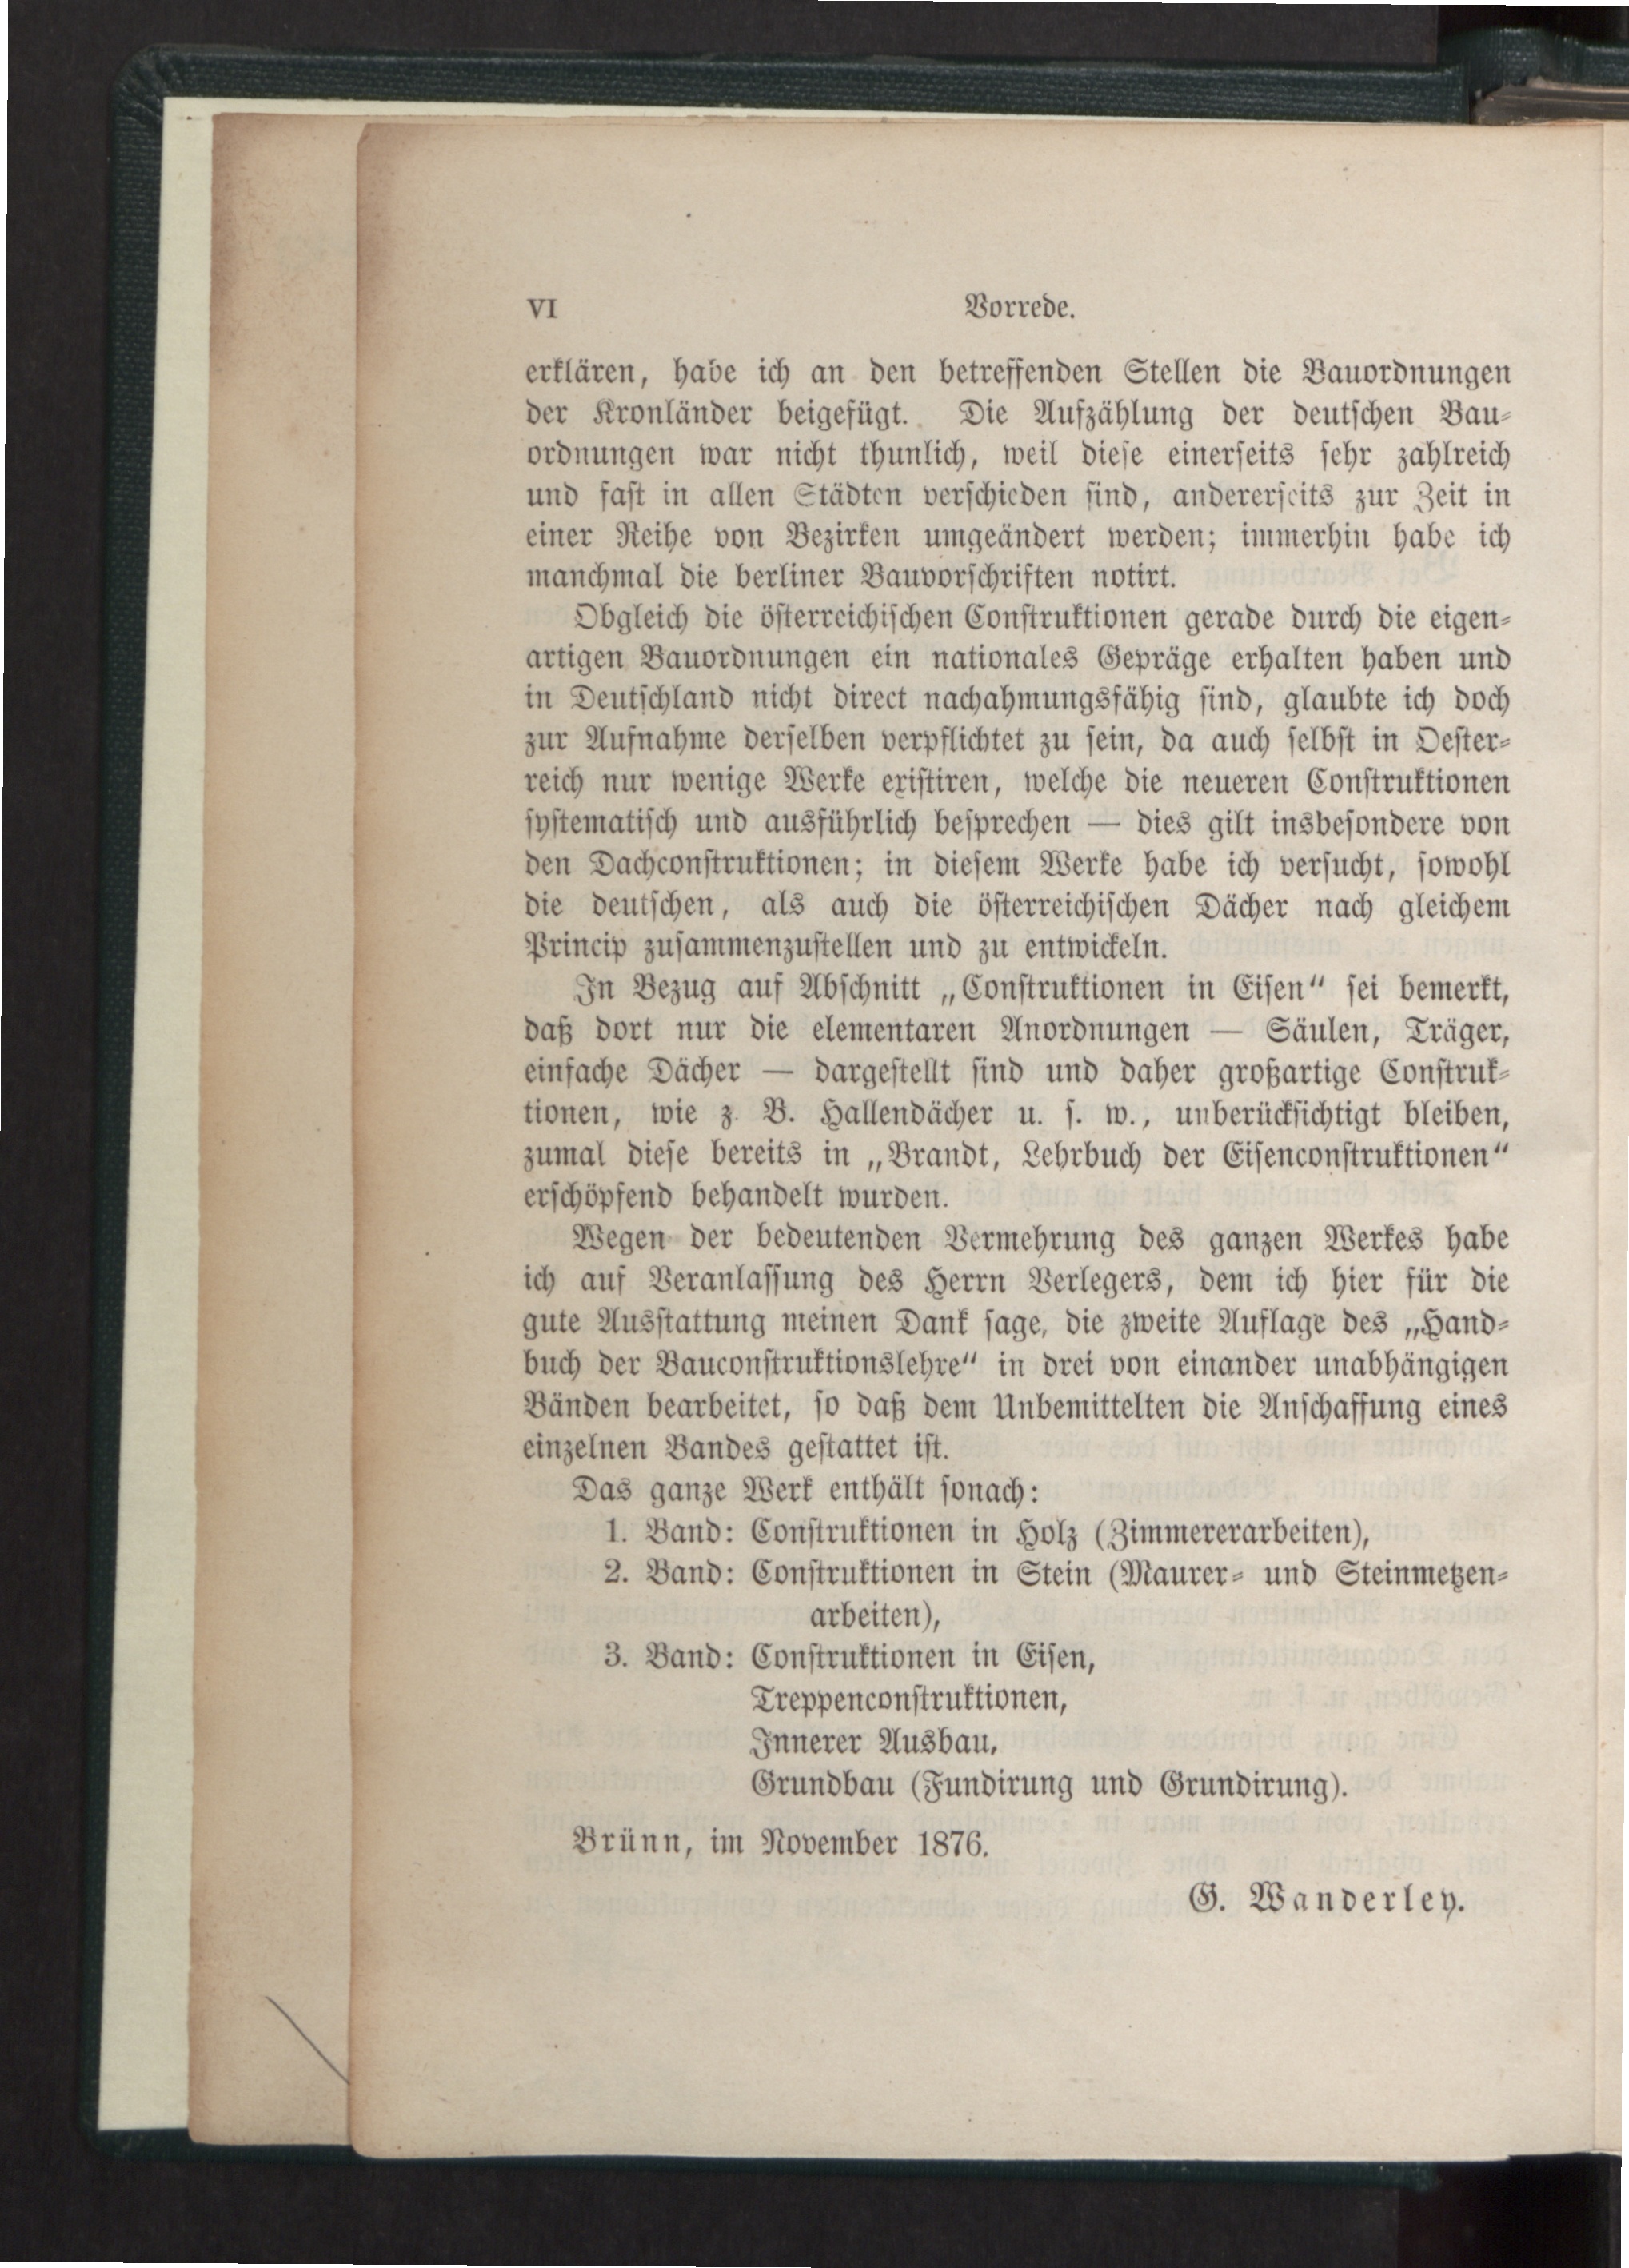 VI Vorrede.
erklären, habe ich an den betreffenden Stellen die Bauordnungen
der Kronländer beigefügt. Die Aufzählung der deutschen Bau-
ordnungen war nicht thunlich, weil diese einerseits sehr zahlreich
und fast in allen Städten verschieden sind, andererseits zur Zeit in
einer Reihe von Bezirken umgeändert werden; immerhin habe ich
manchmal die berliner Bauvorschriften notirt.
Obgleich die österreichischen Construktionen gerade durch die eigen-
artigen Bauordnungen ein nationales Gepräge erhalten haben und
in Deutschland nicht direct nachahmungsfähig sind, glaubte ich doch
zur Aufnahme derselben verpflichtet zu sein, da auch selbst in Oester-
reich nur wenige Werke existiren, welche die neueren Construktionen
systematisch und ausführlich besprechen — dies gilt insbesondere von
den Dachconstruktionen; in diesem Werke habe ich versucht, sowohl
die deutschen, als auch die österreichischen Dächer nach gleichem
Princip zusammenzustellen und zu entwickeln.
In Bezug auf Abschnitt „Construktionen in Eisen“ sei bemerkt,
daß dort nur die elementaren Anordnungen — Säulen, Träger,
einfache Dächer — dargestellt sind und daher großartige Construk-
tionen, wie z. B. Hallendächer u. s. w., unberücksichtigt bleiben,
zumal diese bereits in „Brandt, Lehrbuch der Eisenconstruktionen“
erschöpfend behandelt wurden.
Wegen der bedeutenden Vermehrung des ganzen Werkes habe
ich auf Veranlassung des Herrn Verlegers, dem ich hier für die
gute Ausstattung meinen Dank sage, die zweite Auflage des „Hand-
buch der Bauconstruktionslehre“ in drei von einander unabhängigen
Bänden bearbeitet, so daß dem Unbemittelten die Anschaffung eines
einzelnen Bandes gestattet ist.
Das ganze Werk enthält sonach:
1. Band: Construktionen in Holz (Zimmererarbeiten),
2. Band: Construktionen in Stein (Maurer- und Steinmetzen-
arbeiten),
3. Band: Construktionen in Eisen,
Treppenconstruktionen,
Innerer Ausbau,
Grundbau (Fundirung und Grundirung).
Brünn, im November 1876.
G. Wanderley.